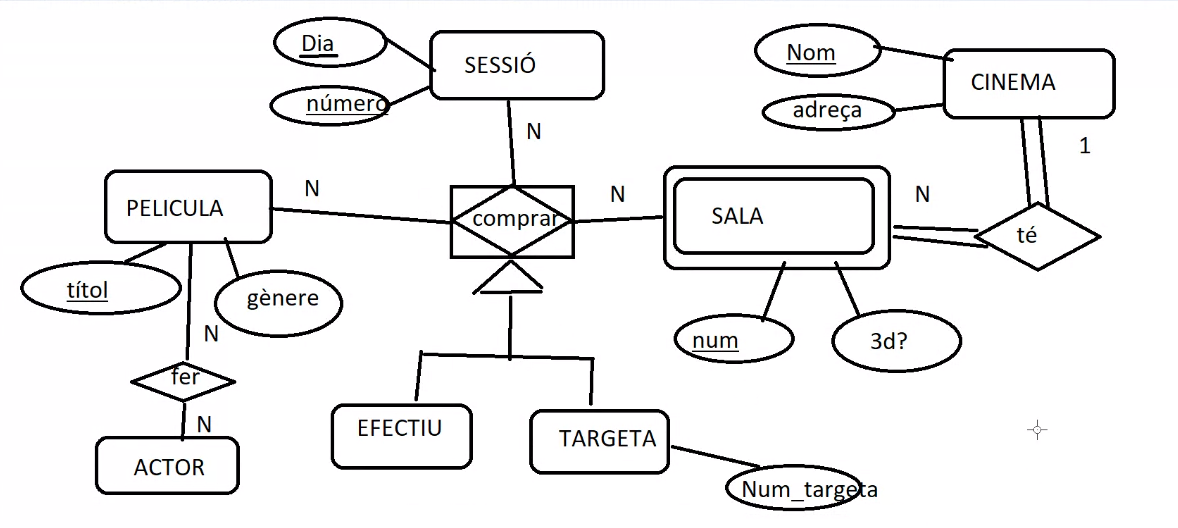 Dia
SESSIÓ
Nom
CINEMA
número
adreça
N
1
PELICULA
N
comprar
N
SALA
N
té
títol
gènere
N
num
3d?
fer
N
EFECTIU
TARGETA
ACTOR
Num_targeta